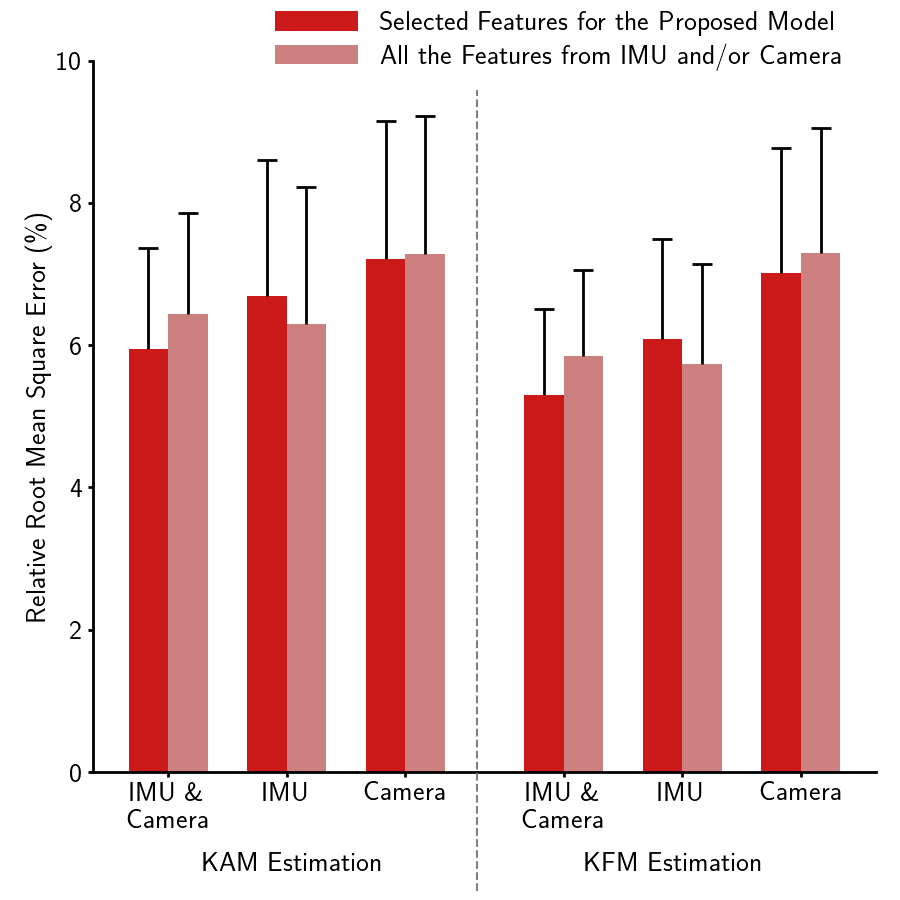 Selected Features for the Proposed Model
All the Features from IMU and/or Camera
10
8
6
4
2
0
Relative Root Mean Square Error (%)
IMU & Camera
IMU
Camera
IMU & Camera
IMU
Camera
KAM Estimation
KFM Estimation